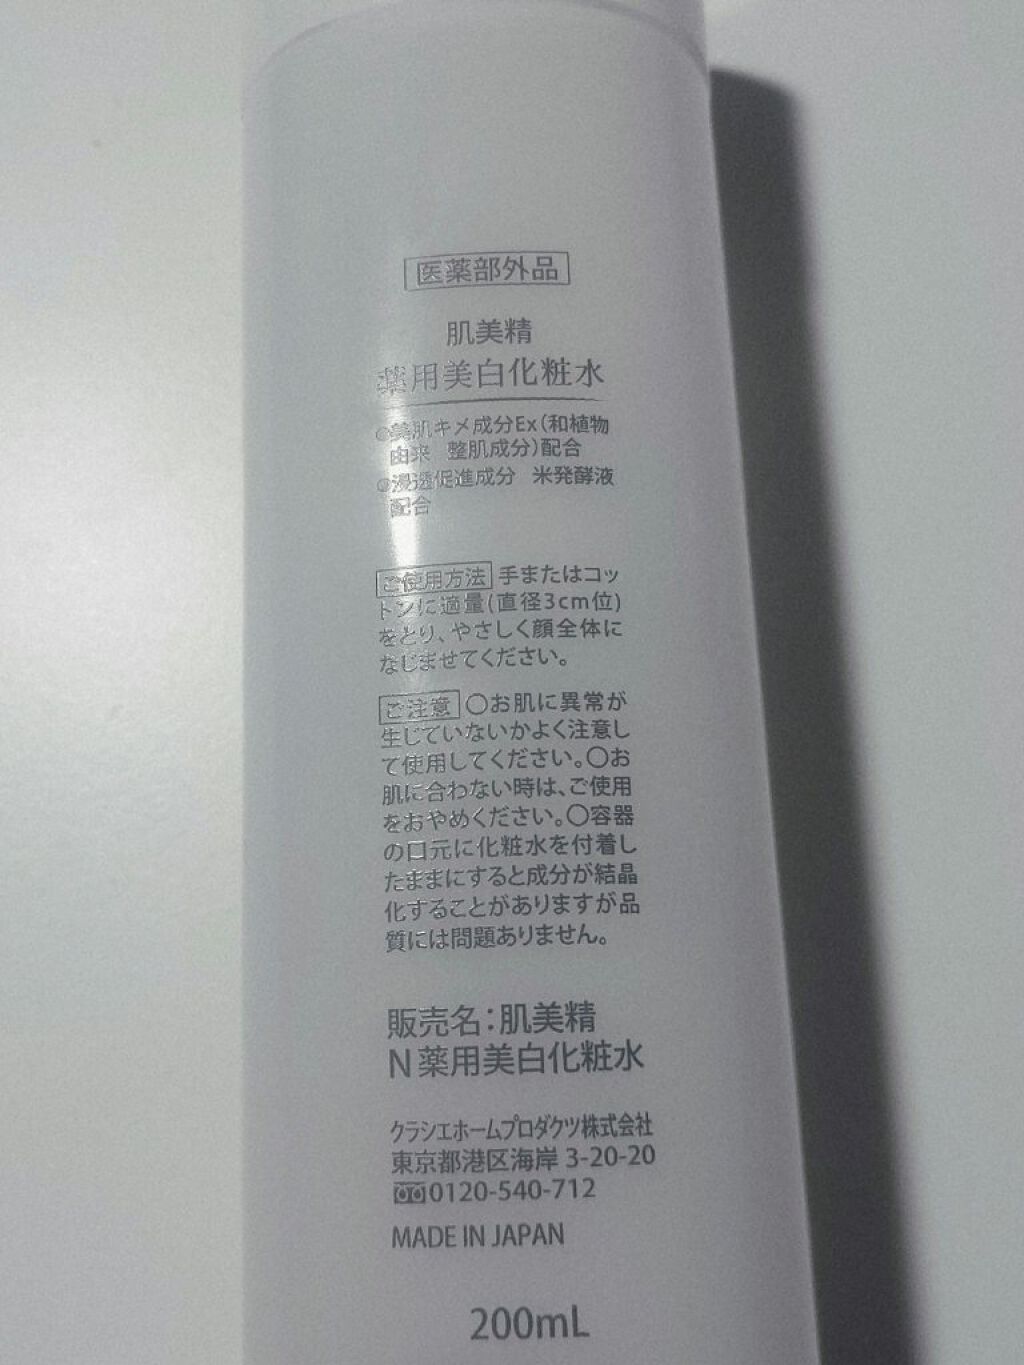 医薬部外品
肌美精
薬用美白化粧水
○美肌キメ成分Ex(和植物
由来 整肌成分)配合
○浸透促進成分 米発酵液
配合
ご使用方法 手またはコッ
トンに適量(直径3cm位)
をとり、やさしく顔全体に
なじませてください。
ご注意 ○お肌に異常が
生じていないかよく注意し
て使用してください。○お
肌に合わない時は、ご使用
をおやめください。○容器
の口元に化粧水を付着し
たままにすると成分が結晶
化することがありますが品
質には問題ありません。
販売名:肌美精
N薬用美白化粧水
クラシエホームプロダクツ株式会社
東京都港区海岸 3-20-20
0120-540-712
MADE IN JAPAN
200mL